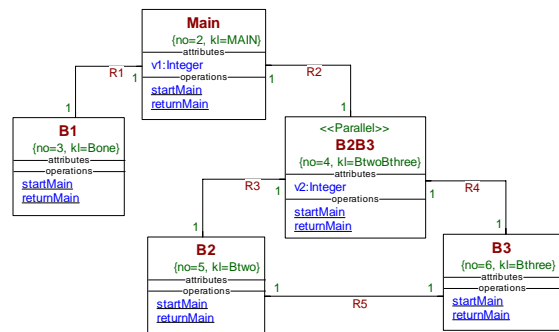 Main
{no=2, kl=MAIN}
attributes
v1:Integer
operations
startMain
returnMain
R1
1
1
R2
1
1
B1
{no=3, kl=Bone}
attributes
operations
startMain
returnMain
<<Parallel>>
B2B3
{no=4, kl=BtwoBthree}
attributes
v2:Integer
operations
startMain
returnMain
1
R3
1
1
R4
1
B2
{no=5, kl=Btwo}
attributes
operations
startMain
returnMain
B3
{no=6, kl=Bthree}
attributes
operations
startMain
returnMain
1
R5
1